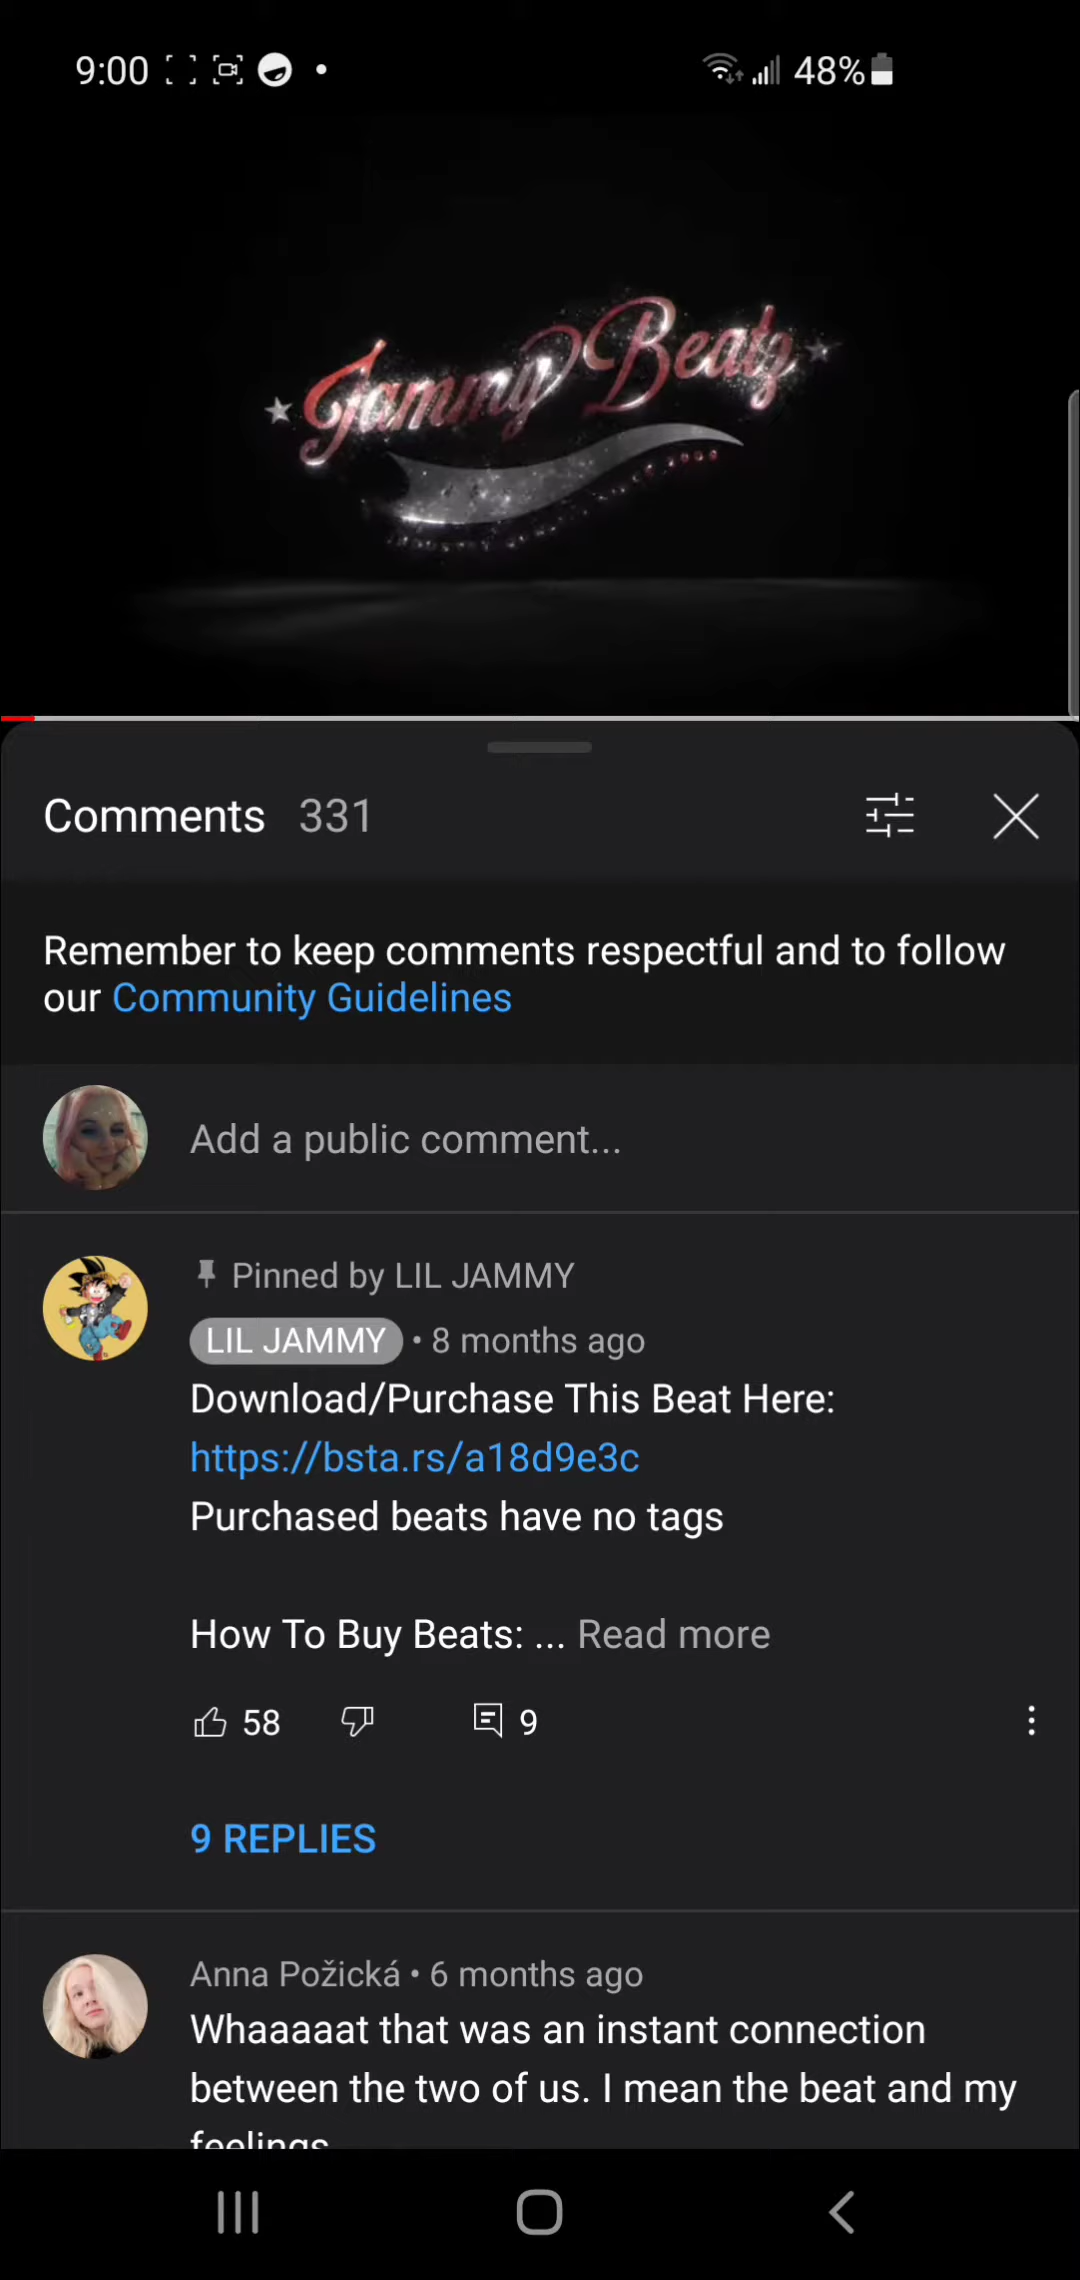 9:00
48%
Jammy Beatz
Comments 331
Remember to keep comments respectful and to follow
our Community Guidelines
Add a public comment...
Pinned by LIL JAMMY
LIL JAMMY • 8 months ago
Download/Purchase This Beat Here:
https://bsta.rs/a18d9e3c
Purchased beats have no tags
How To Buy Beats: ... Read more
58
9
9 REPLIES
Anna Požická • 6 months ago
Whaaaaat that was an instant connection
between the two of us. I mean the beat and my
feelings